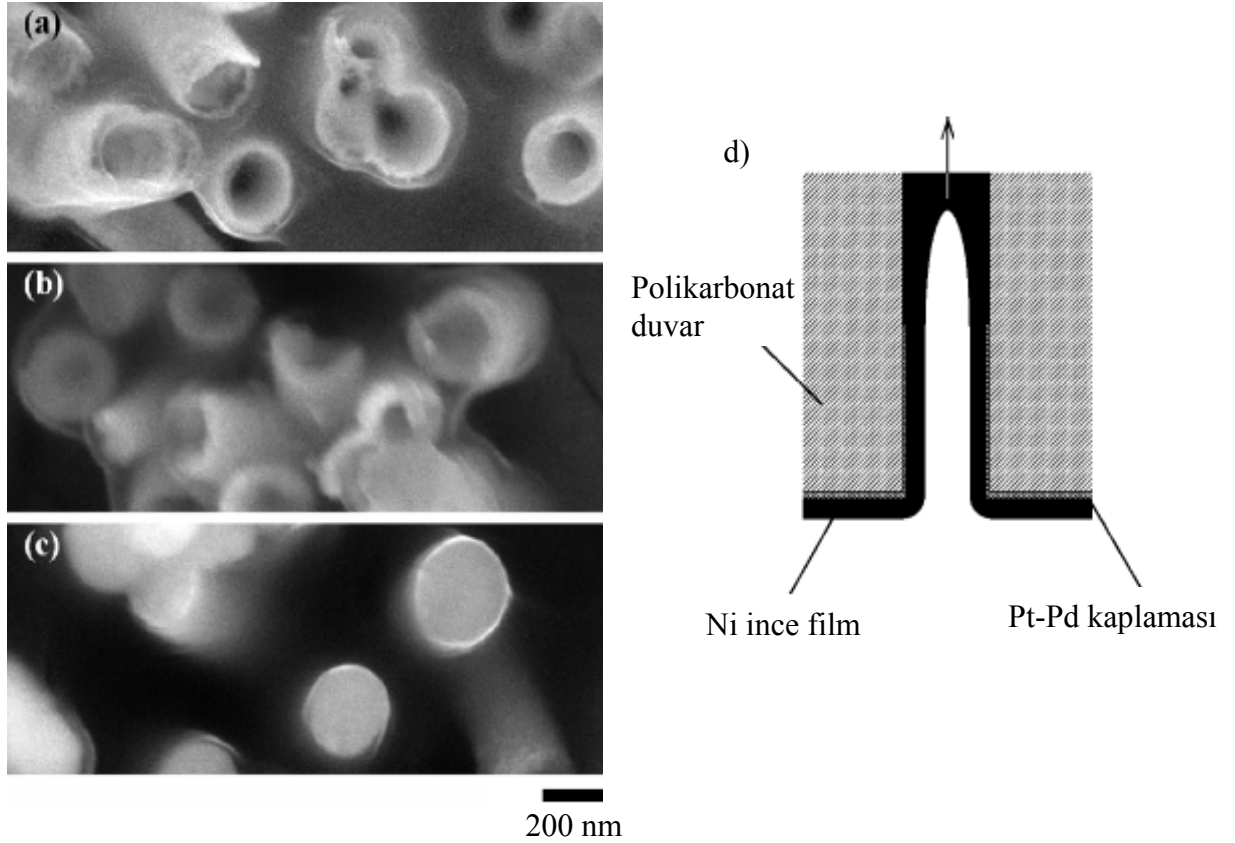 (a)
(b)
(c)
200 nm
d)
Polikarbonat
duvar
Ni ince film
Pt-Pd kaplaması